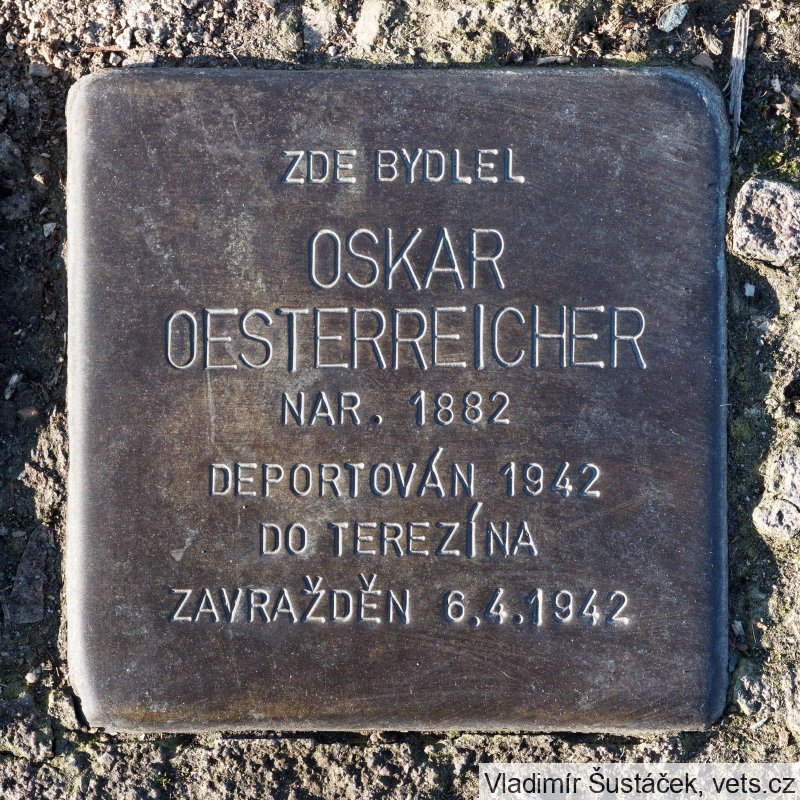 ZDE BYDLEL
OSKAR
OESTERREICHER
NAR. 1882
DEPORTOVÁN 1942
DO TEREZÍNA
ZAVRAŽDĚN 6.4.1942
Vladimír Šustáček, vets.cz